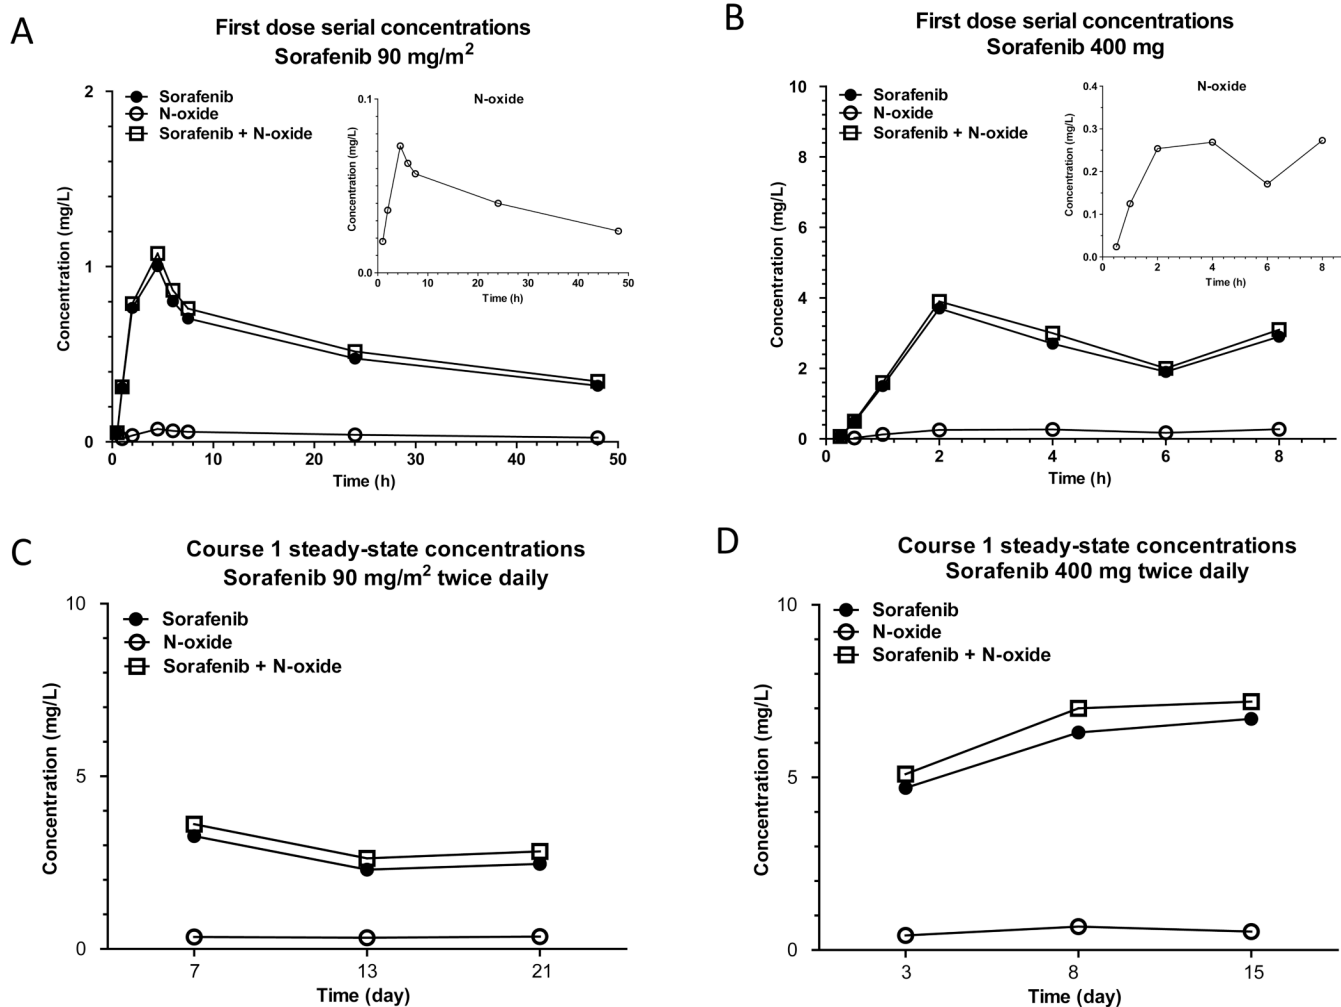 A
First dose serial concentrations
Sorafenib 90 mg/m²
Sorafenib
N-oxide
Sorafenib + N-oxide
Concentration (mg/L)
2
1
0
0
10
20
30
40
50
Time (h)
N-oxide
Concentration (mg/L)
0.1
0.0
0
10
20
30
40
50
Time (h)
B
First dose serial concentrations
Sorafenib 400 mg
Sorafenib
N-oxide
Sorafenib + N-oxide
Concentration (mg/L)
10
8
6
4
2
0
0
2
4
6
8
Time (h)
N-oxide
Concentration (mg/L)
0.4
0.3
0.2
0.1
0.0
0
2
4
6
8
Time (h)
C
Course 1 steady-state concentrations
Sorafenib 90 mg/m² twice daily
Sorafenib
N-oxide
Sorafenib + N-oxide
Concentration (mg/L)
10
5
0
7
13
21
Time (day)
D
Course 1 steady-state concentrations
Sorafenib 400 mg twice daily
Sorafenib
N-oxide
Sorafenib + N-oxide
Concentration (mg/L)
10
5
0
3
8
15
Time (day)